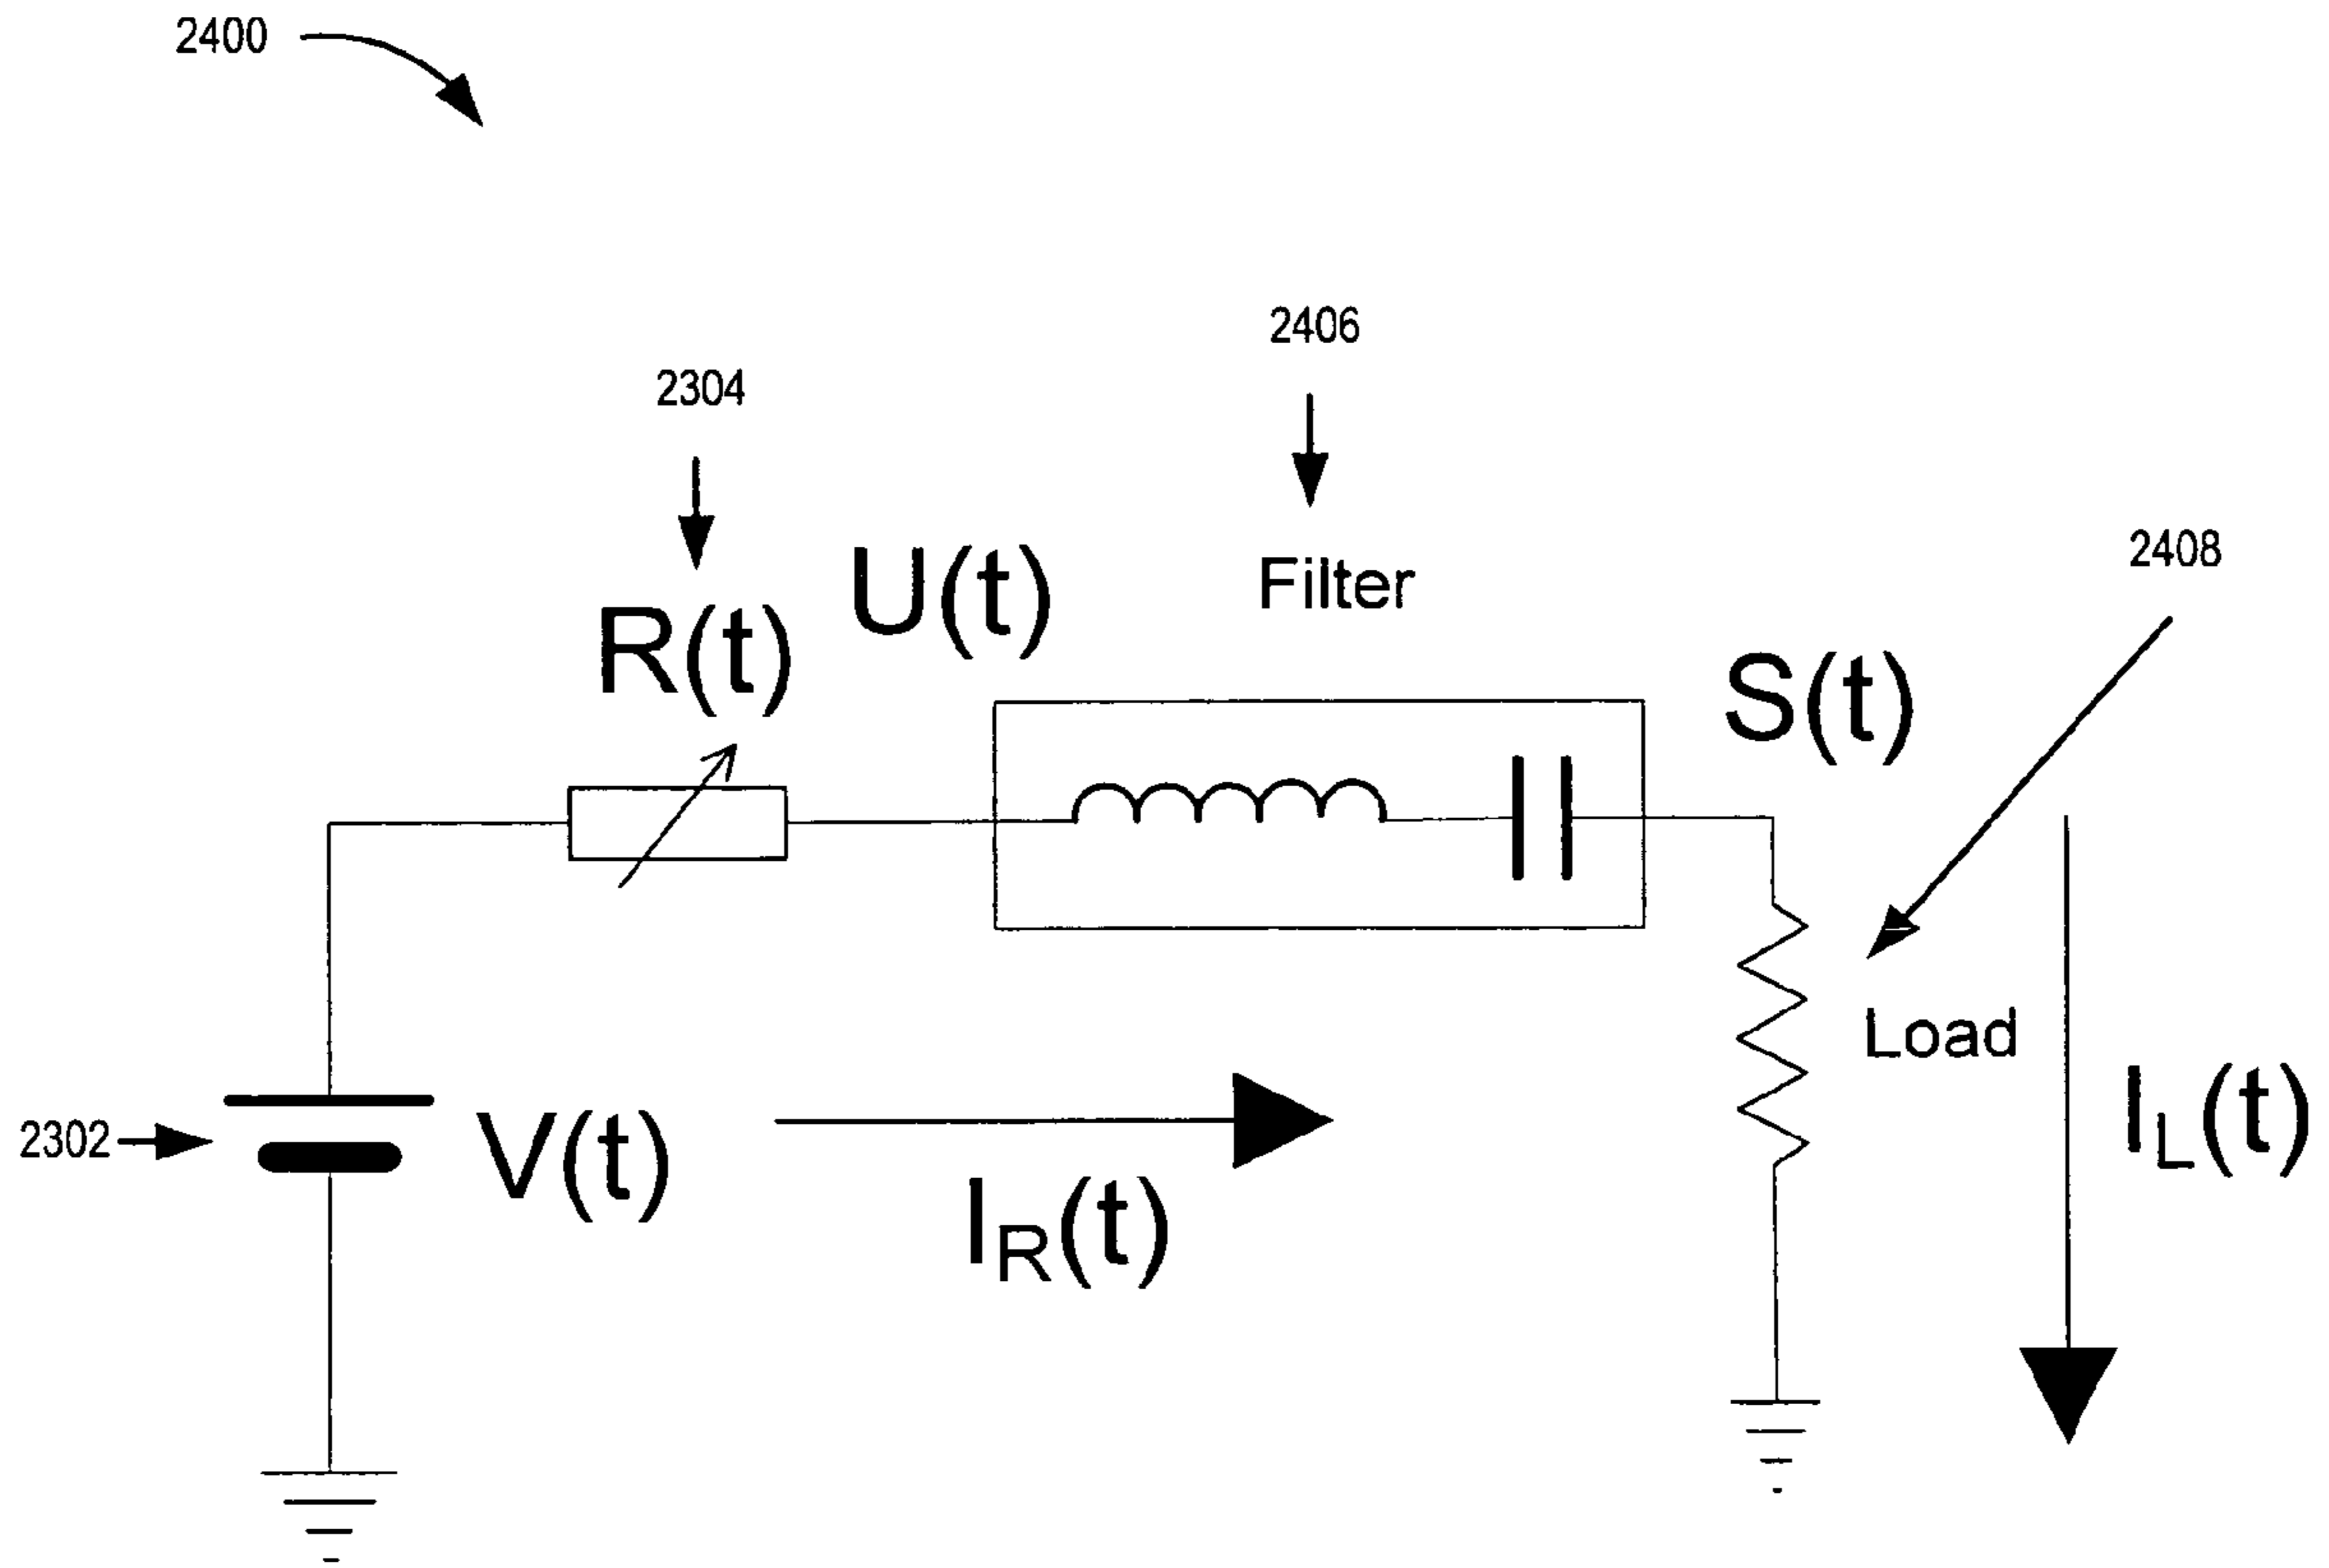 2400
2406
2304
2408
U(t)
Filter
R(t)
S(t)
Load
2302
V(t)
I_L(t)
I_R(t)